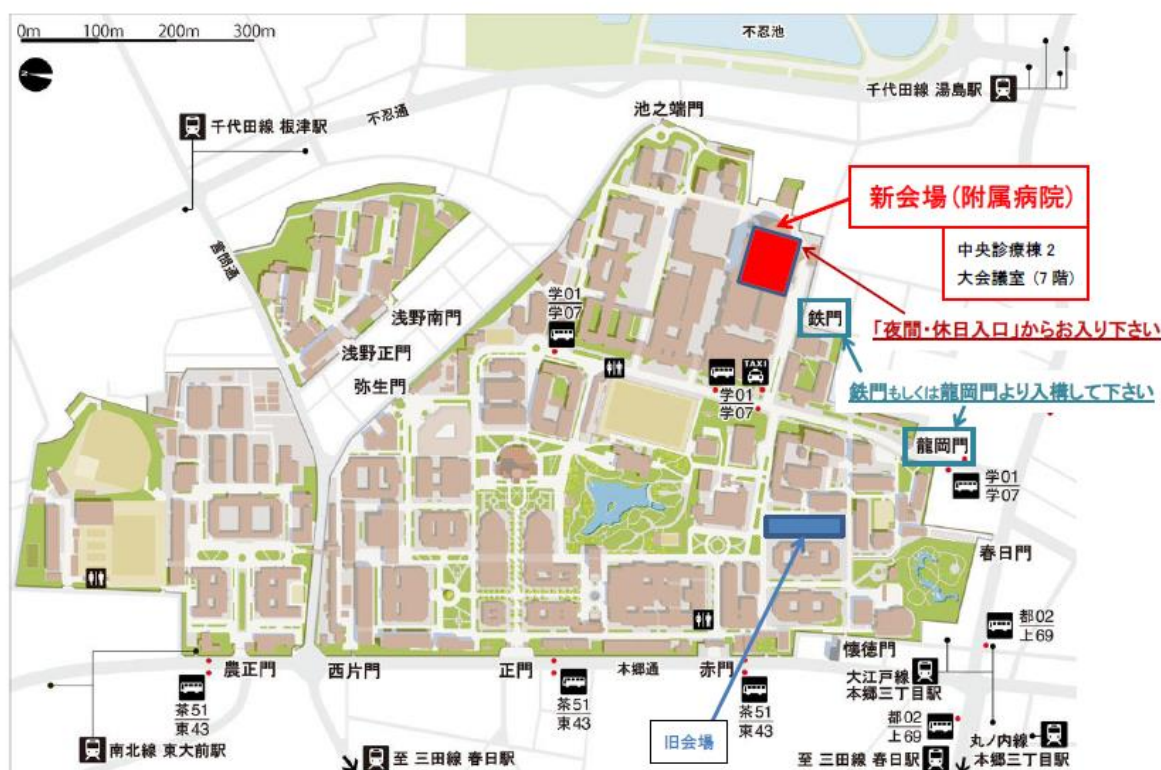 0m 100m 200m 300m
不忍池
千代田線 湯島駅
千代田線 根津駅
不忍通
池之端門
新会場(附属病院)
中央診療棟 2
大会議室 (7 階)
言問通
学01
学07
鉄門
「夜間・休日入口」からお入り下さい
浅野南門
浅野正門
弥生門
TAXI
学01
学07
鉄門もしくは龍岡門より入構して下さい
龍岡門
学01
学07
春日門
都02
上69
農正門
西片門
正門
本郷通
赤門
懐徳門
大江戸線
本郷三丁目駅
茶51
東43
茶51
東43
茶51
東43
旧会場
都02
上69
丸ノ内線
本郷三丁目駅
南北線 東大前駅
至 三田線 春日駅
至 三田線 春日駅